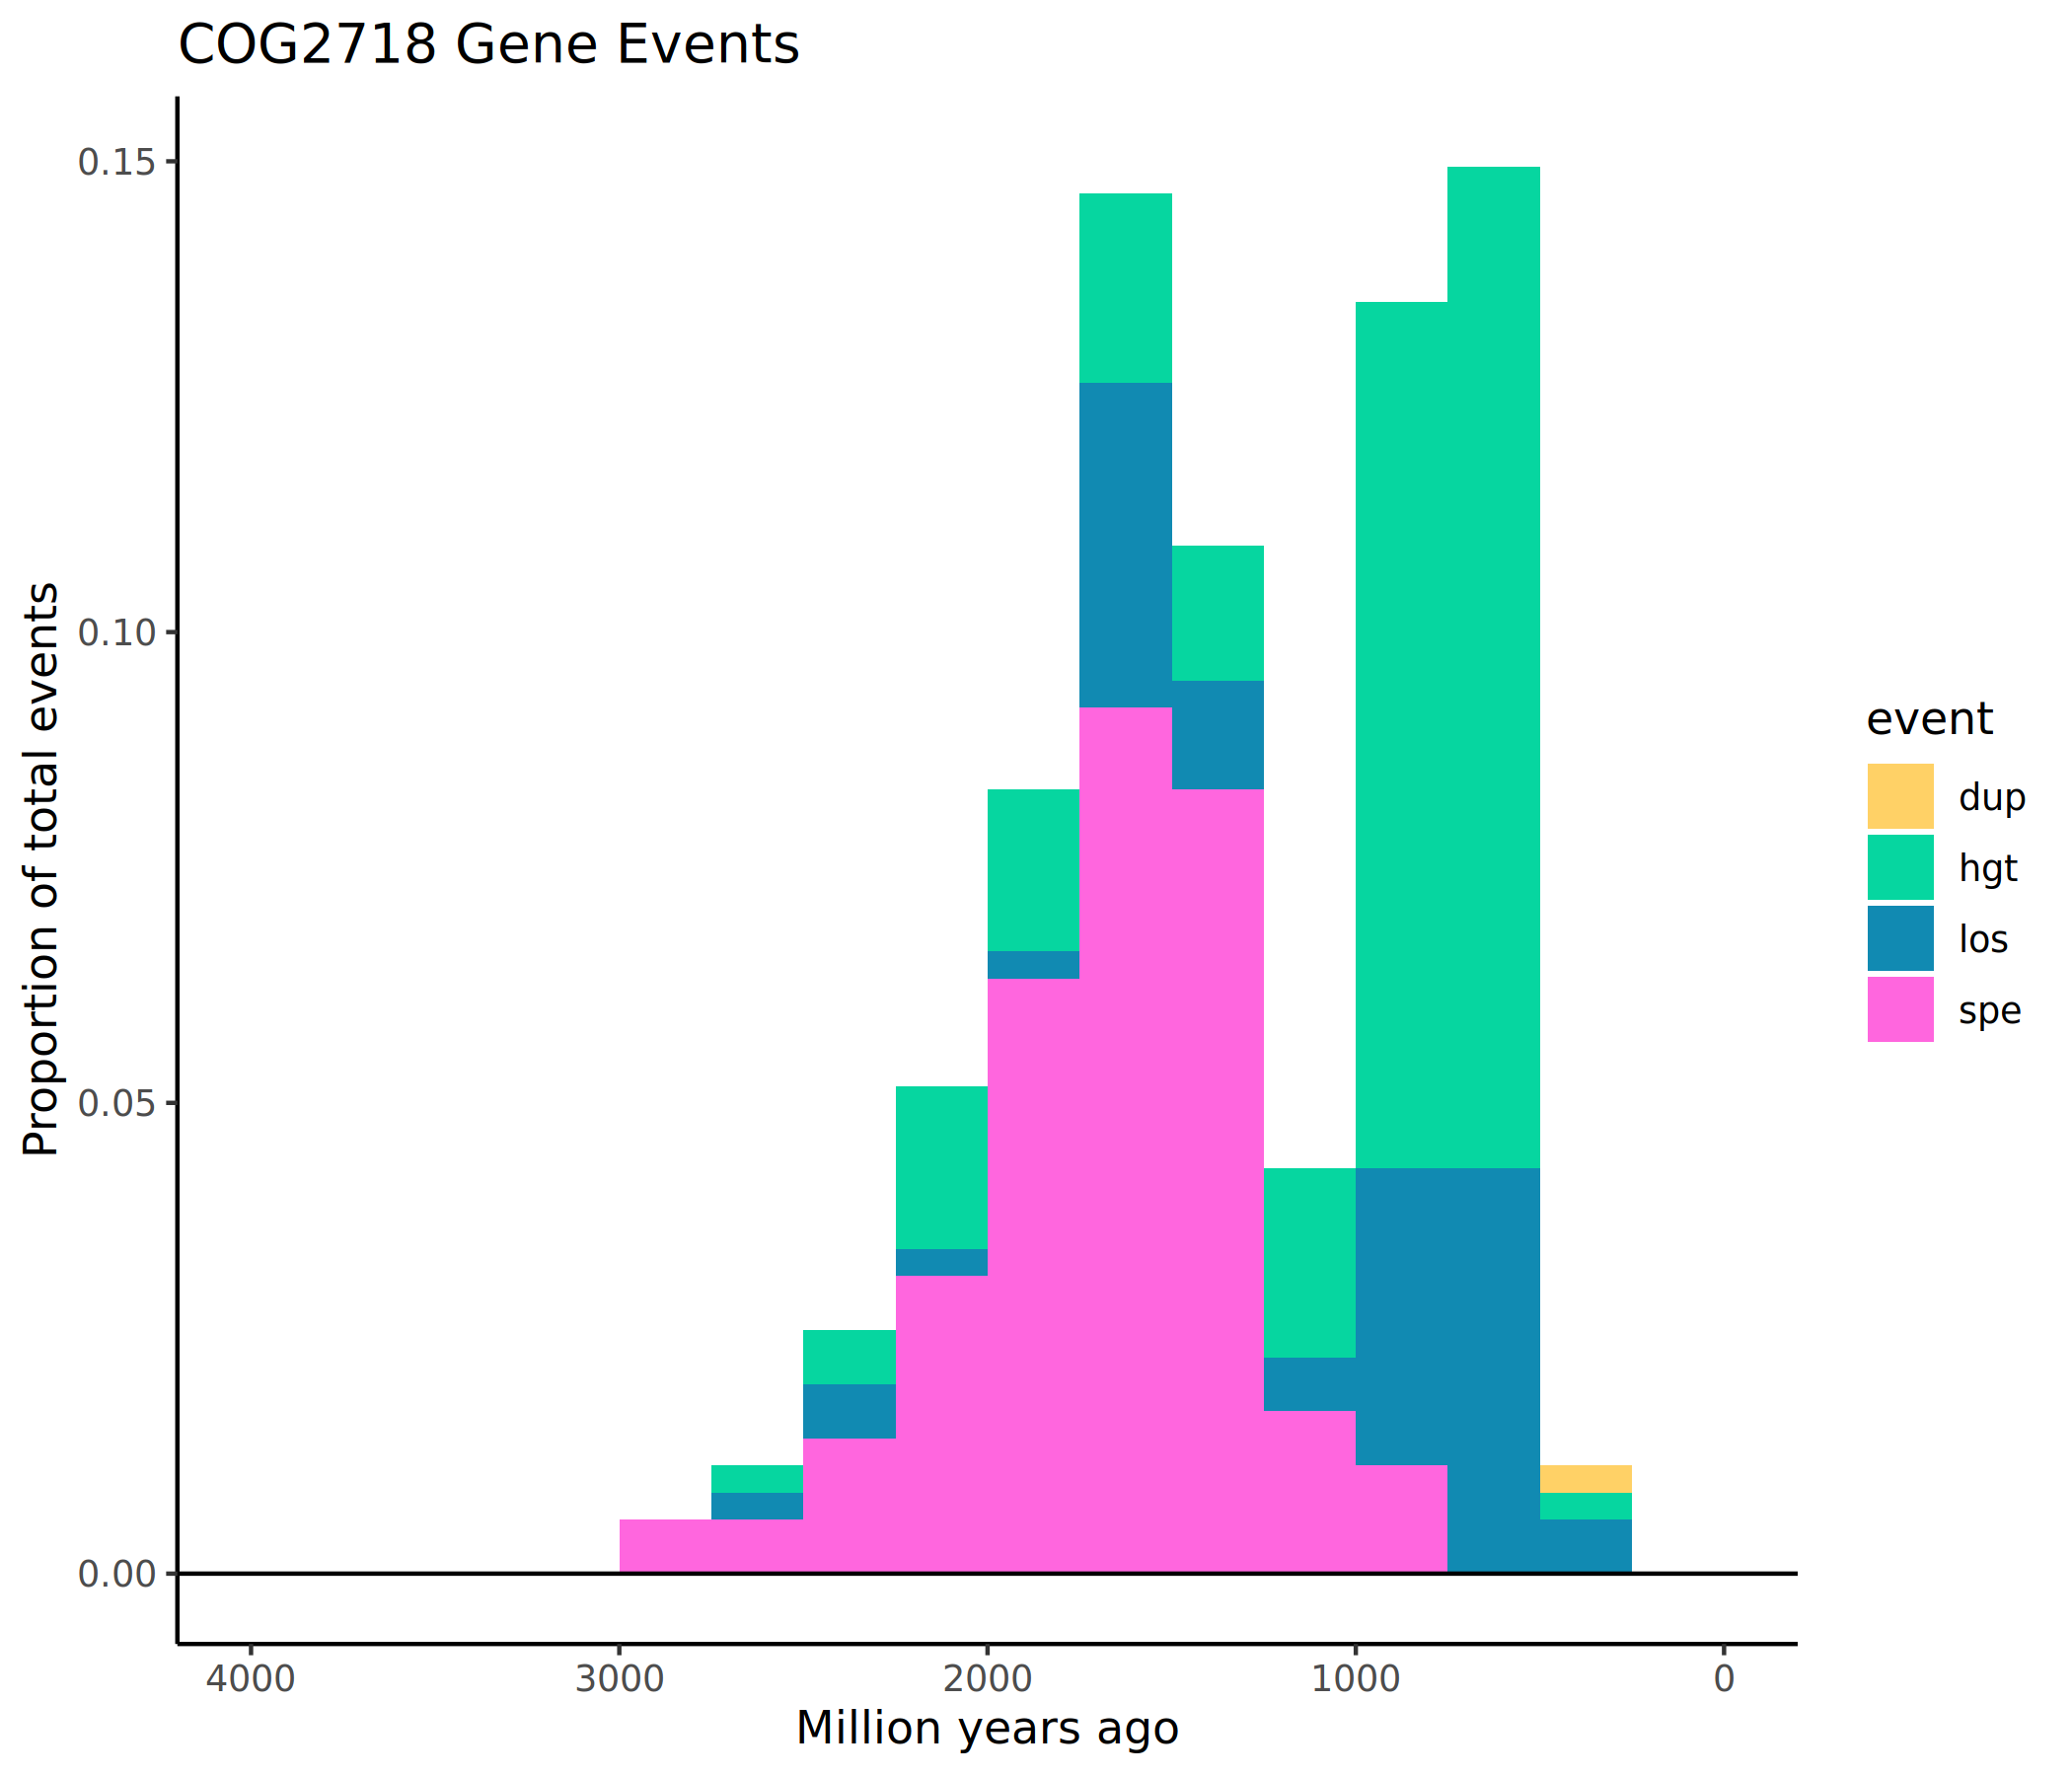 COG2718 Gene Events
Proportion of total events
0.15
0.10
0.05
0.00
4000 3000 2000 1000 0
Million years ago
event
dup
hgt
los
spe